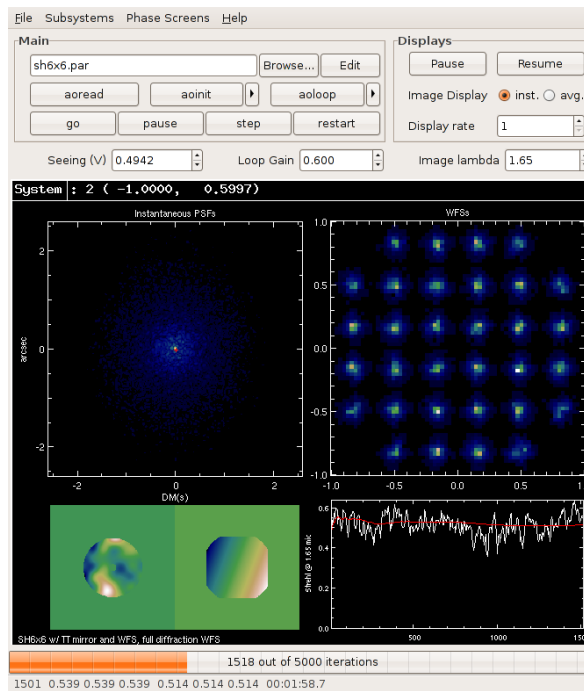 File Subsystems Phase Screens Help
Main
Displays
sh6x6.par Browse... Edit
Pause Resume
aoread aoinit aoloop
Image Display inst. avg.
go pause step restart
Display rate 1
Seeing (V) 0.4942 Loop Gain 0.600 Image lambda 1.65
System : 2 ( -1.0000, 0.5997)
Instantaneous PSFs
WFSs
arcsec
2
0
-2
-2 0 2
1.0
0.5
0.0
-0.5
-1.0
-1.0 -0.5 0.0 0.5 1
DM(s)
Strehl @ 1.65 mic
0.6
0.4
0.2
0.0
500 1000 150
SH6x6 w/ TT mirror and WFS, full diffraction WFS
1518 out of 5000 iterations
1501 0.539 0.539 0.539 0.514 0.514 0.514 00:01:58.7